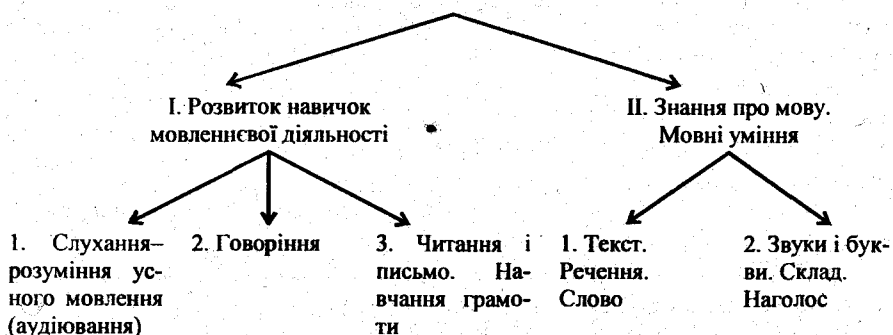 I. Розвиток навичок
мовленнєвої діяльності
II. Знання про мову.
Мовні уміння
1. Слухання–
розуміння ус-
ного мовлення
(аудіювання)
2. Говоріння
3. Читання і
письмо. На-
вчання грамо-
ти
1. Текст.
Речення.
Слово
2. Звуки і бук-
ви. Склад.
Наголос